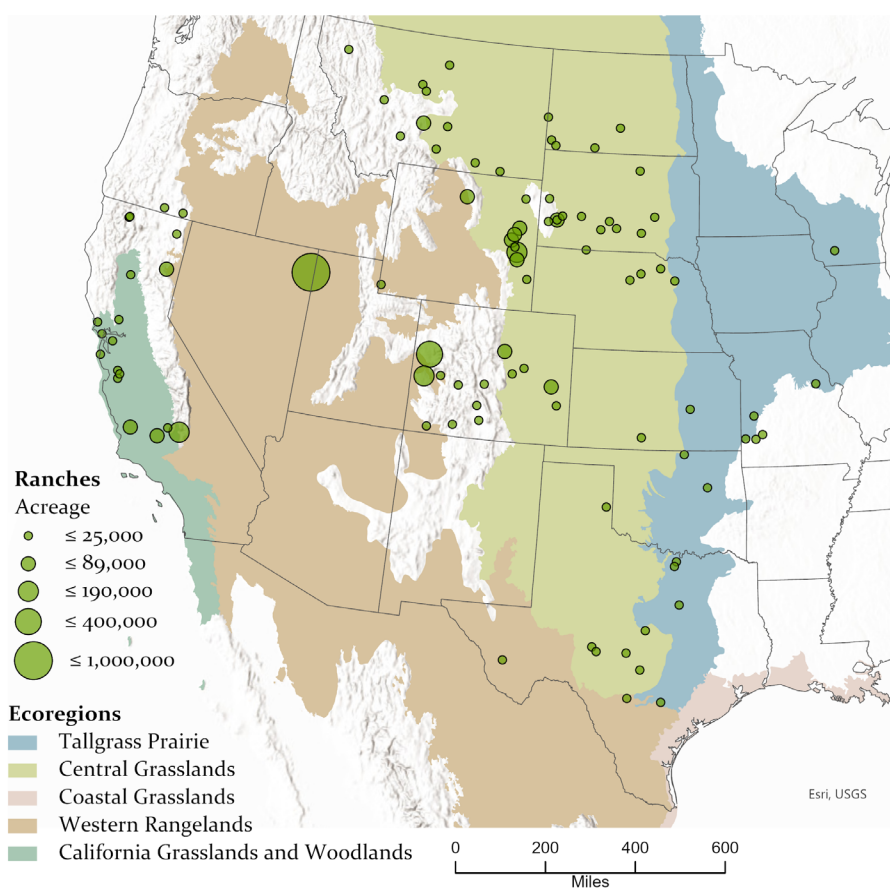 Ranches
Acreage
≤ 25,000
≤ 89,000
≤ 190,000
≤ 400,000
≤ 1,000,000
Ecoregions
Tallgrass Prairie
Central Grasslands
Coastal Grasslands
Western Rangelands
California Grasslands and Woodlands
Esri, USGS
0 200 400 600
Miles